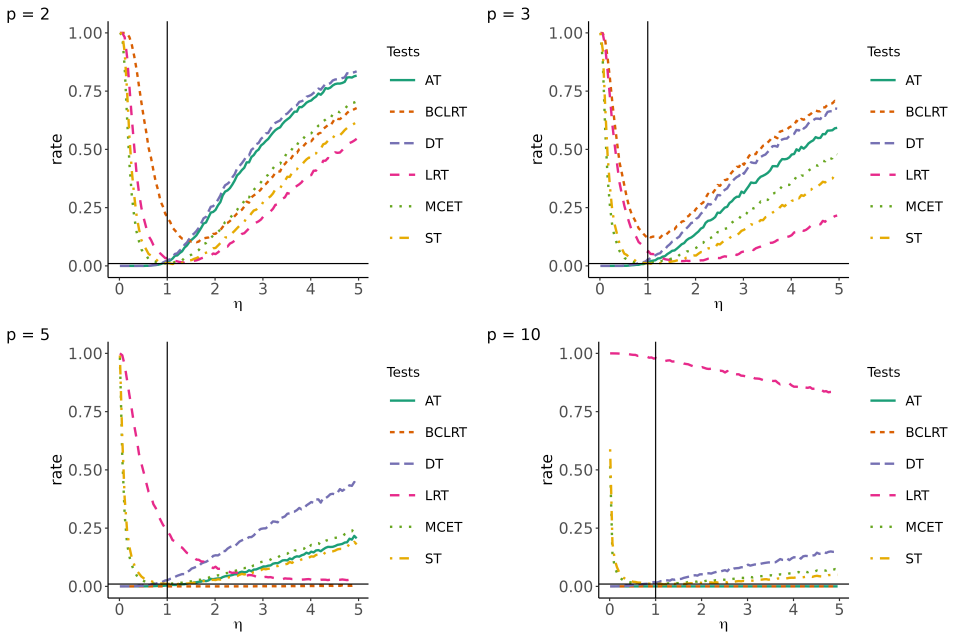 p = 2
1.00
0.75
0.50
0.25
0.00
rate
0 1 2 3 4 5
η
Tests
AT
BCLRT
DT
LRT
MCET
ST
p = 3
1.00
0.75
0.50
0.25
0.00
rate
0 1 2 3 4 5
η
Tests
AT
BCLRT
DT
LRT
MCET
ST
p = 5
1.00
0.75
0.50
0.25
0.00
rate
0 1 2 3 4 5
η
Tests
AT
BCLRT
DT
LRT
MCET
ST
p = 10
1.00
0.75
0.50
0.25
0.00
rate
0 1 2 3 4 5
η
Tests
AT
BCLRT
DT
LRT
MCET
ST